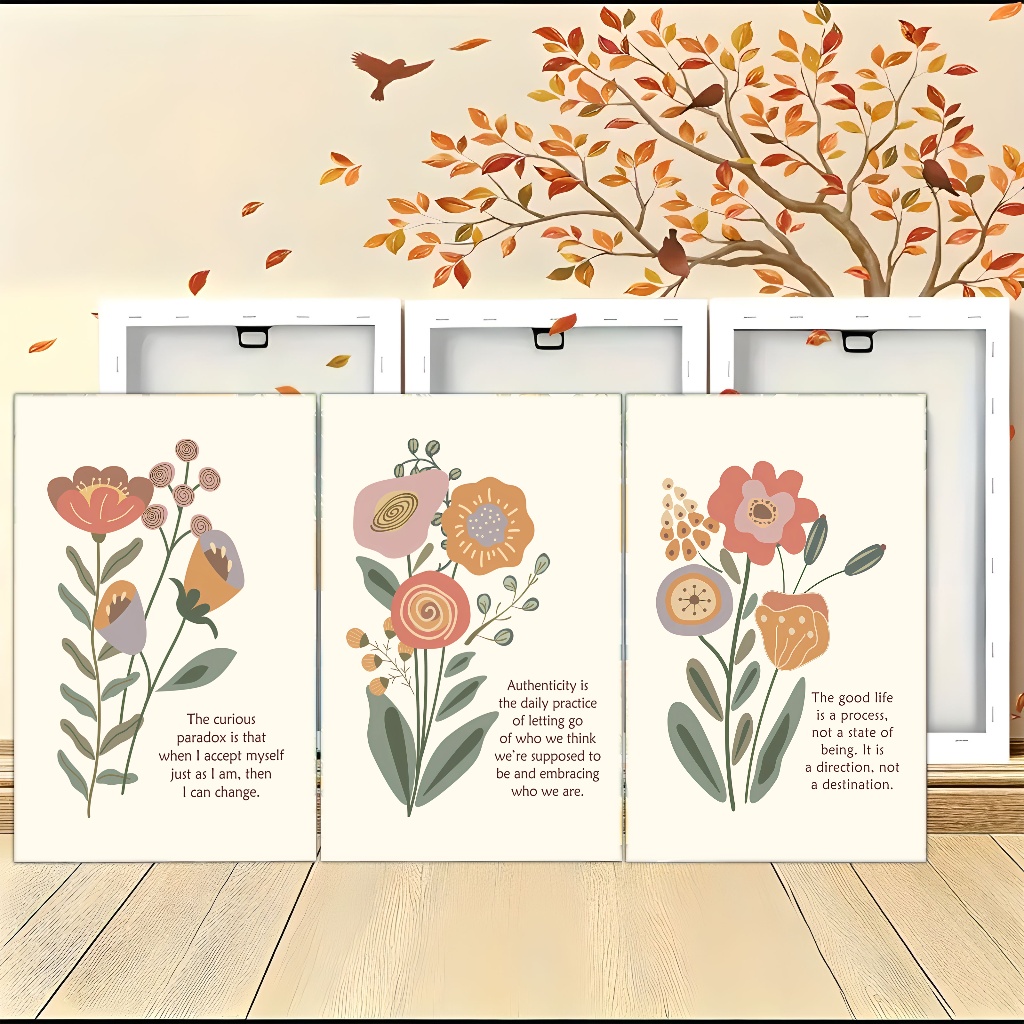 The curious
paradox is that
when I accept myself
just as I am, then
I can change.
Authenticity is
the daily practice
of letting go
of who we think
we're supposed to
be and embracing
who we are.
The good life
is a process,
not a state of
being. It is
a direction, not
a destination.